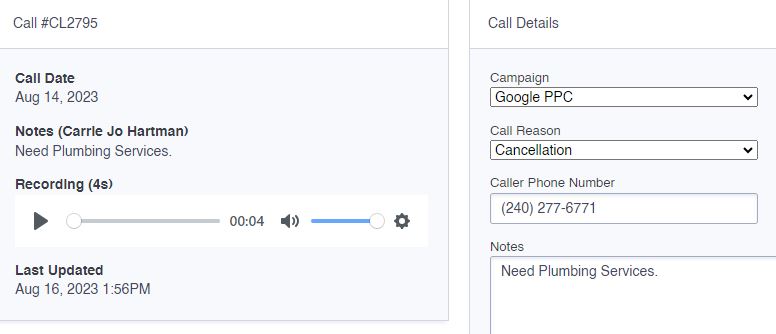 Call #CL2795
Call Date
Aug 14, 2023
Notes (Carrie Jo Hartman)
Need Plumbing Services.
Recording (4s)
00:04
Last Updated
Aug 16, 2023 1:56PM
Call Details
Campaign
Google PPC
Call Reason
Cancellation
Caller Phone Number
(240) 277-6771
Notes
Need Plumbing Services.